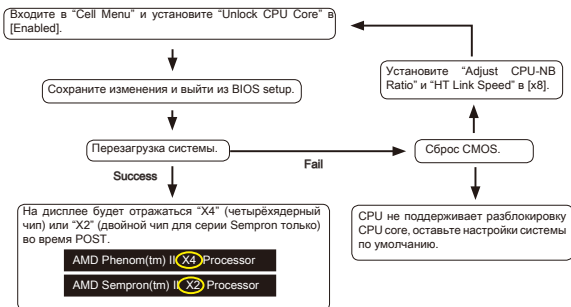 Входите в “Cell Menu” и установите “Unlock CPU Core” в
[Enabled].
Сохраните изменения и выйти из BIOS setup.
Установите “Adjust CPU-NB
Ratio” и “HT Link Speed” в [x8].
Перезагрузка системы.
Fail
Сброс CMOS.
Success
На дисплее будет отражаться “X4” (четырёхядерный
чип) или “X2” (двойной чип для серии Sempron только)
во время POST.
AMD Phenom(tm) II X4 Processor
AMD Sempron(tm) II X2 Processor
CPU не поддерживает разблокировку
CPU core, оставьте настройки системы
по умолчанию.